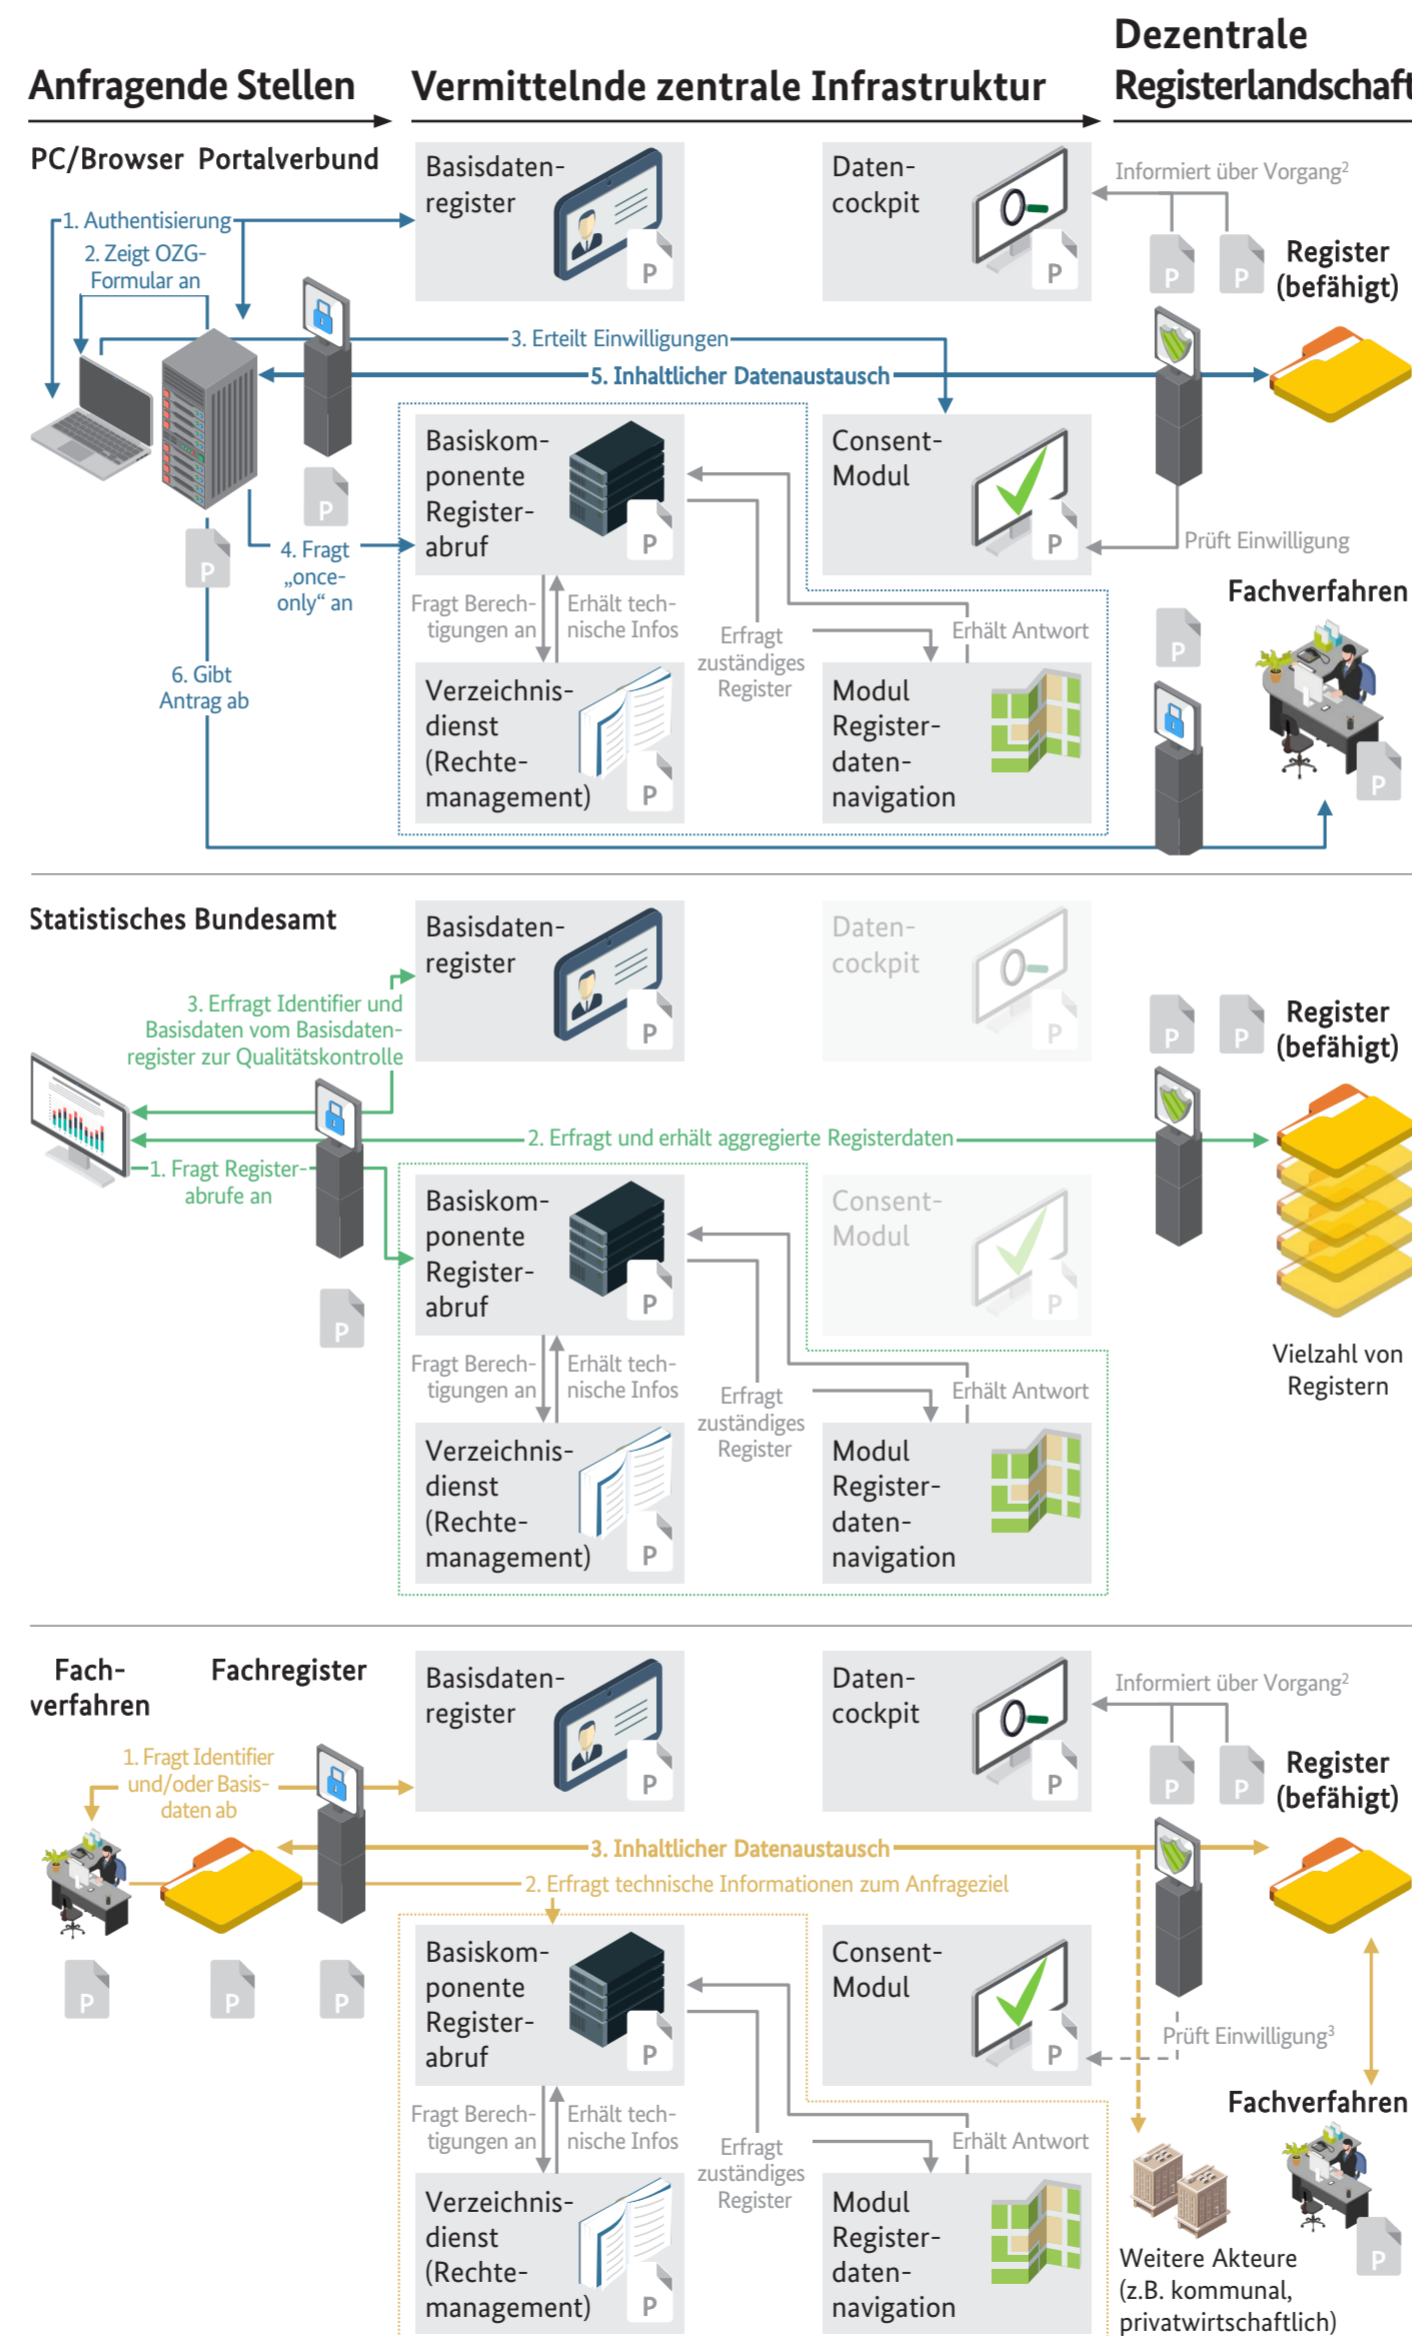 Anfragende Stellen
Vermittelnde zentrale Infrastruktur
Dezentrale
Registerlandschaft
PC/Browser
Portalverbund
Basisdaten-
register
P
Daten-
cockpit
P
Informiert über Vorgang²
P
P
Register
(befähigt)
1. Authentisierung
2. Zeigt OZG-
Formular an
3. Erteilt Einwilligungen
5. Inhaltlicher Datenaustausch
Basiskom-
ponente
Register-
abruf
P
Consent-
Modul
P
P
P
4. Fragt
„once-
only“ an
Prüft Einwilligung
Fachverfahren
P
P
Fragt Berech-
tigungen an
Erhält tech-
nische Infos
Erfragt
zuständiges
Register
Erhält Antwort
6. Gibt
Antrag ab
Verzeichnis-
dienst
(Rechte-
management)
P
Modul
Register-
daten-
navigation
Statistisches Bundesamt
Basisdaten-
register
P
Daten-
cockpit
P
P
P
Register
(befähigt)
3. Erfragt Identifier und
Basisdaten vom Basisdaten-
register zur Qualitätskontrolle
2. Erfragt und erhält aggregierte Registerdaten
1. Fragt Register-
abrufe an
Basiskom-
ponente
Register-
abruf
P
Consent-
Modul
P
P
Vielzahl von
Registern
Fragt Berech-
tigungen an
Erhält tech-
nische Infos
Erfragt
zuständiges
Register
Erhält Antwort
Verzeichnis-
dienst
(Rechte-
management)
P
Modul
Register-
daten-
navigation
Fach-
verfahren
Fachregister
Basisdaten-
register
P
Daten-
cockpit
P
Informiert über Vorgang²
P
P
Register
(befähigt)
1. Fragt Identifier
und/oder Basis-
daten ab
3. Inhaltlicher Datenaustausch
2. Erfragt technische Informationen zum Anfrageziel
Basiskom-
ponente
Register-
abruf
P
Consent-
Modul
P
P
P
P
Prüft Einwilligung³
Fachverfahren
P
Fragt Berech-
tigungen an
Erhält tech-
nische Infos
Erfragt
zuständiges
Register
Erhält Antwort
Verzeichnis-
dienst
(Rechte-
management)
P
Modul
Register-
daten-
navigation
Weitere Akteure
(z.B. kommunal,
privatwirtschaftlich)